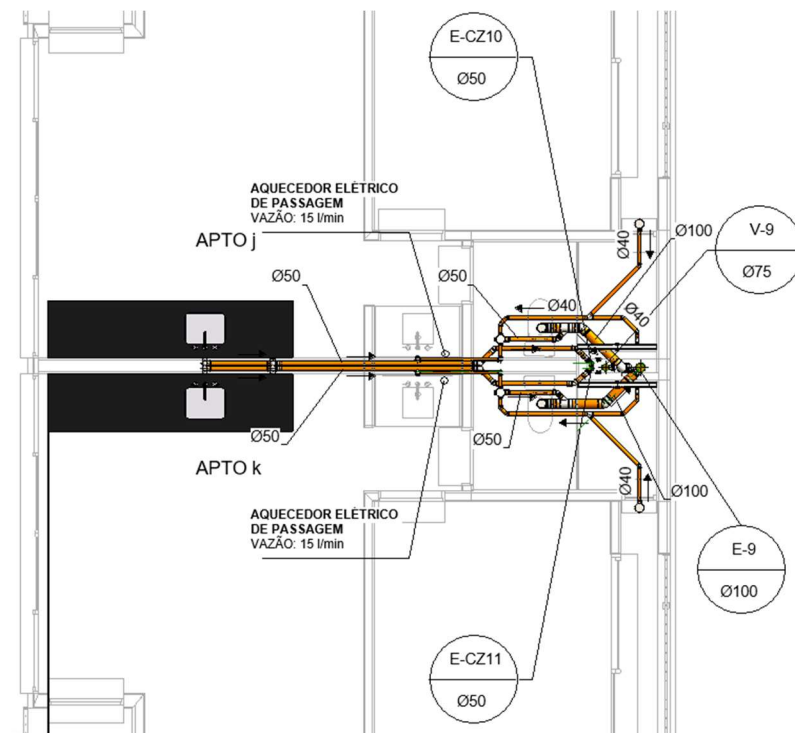 E-CZ10
Ø50
AQUECEDOR ELÉTRICO
DE PASSAGEM
VAZÃO: 15 l/min
APTO j
Ø40
Ø100
V-9
Ø75
Ø50
Ø50
Ø40
Ø40
Ø50
Ø50
APTO k
Ø40
Ø100
AQUECEDOR ELÉTRICO
DE PASSAGEM
VAZÃO: 15 l/min
E-9
Ø100
E-CZ11
Ø50